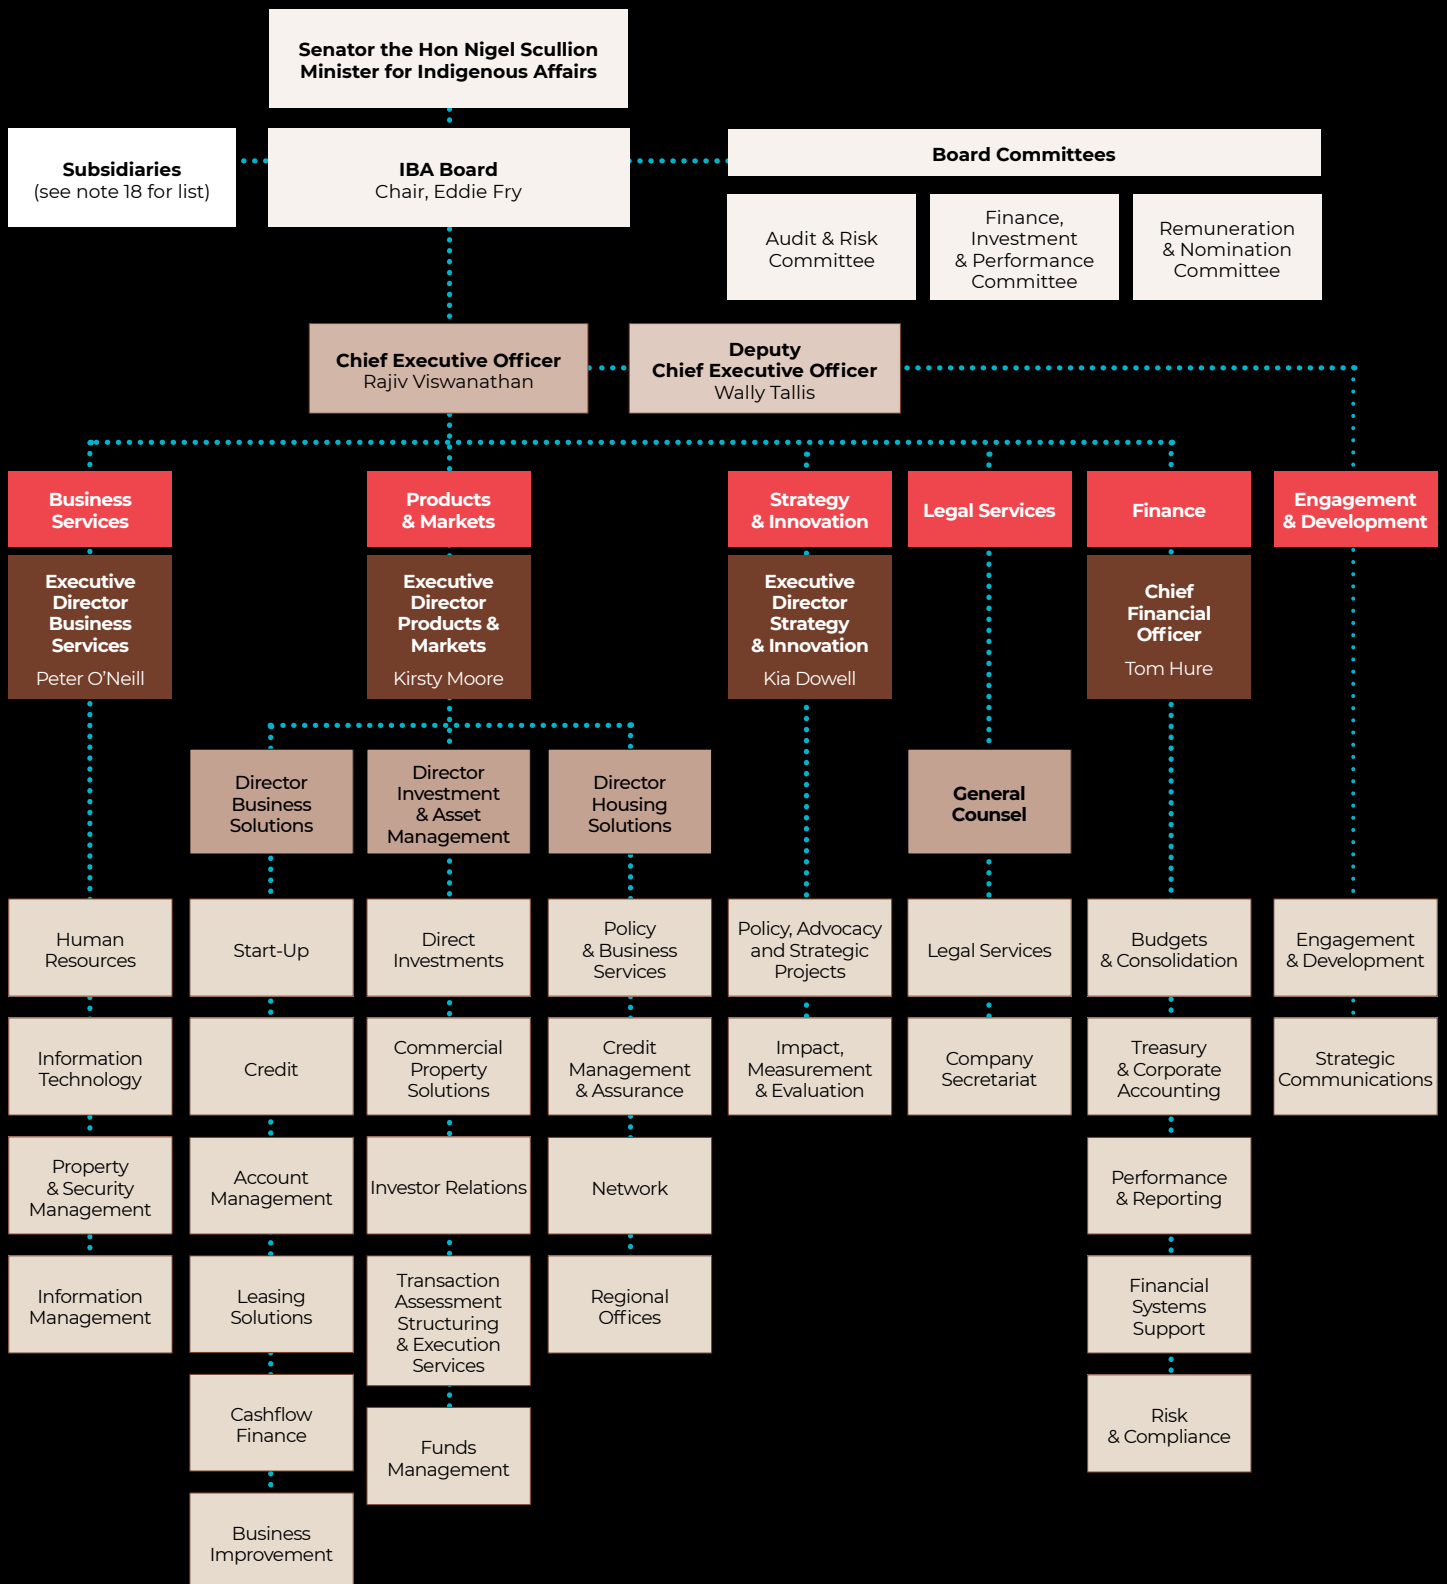 Senator the Hon Nigel Scullion
Minister for Indigenous Affairs
Subsidiaries
(see note 18 for list)
IBA Board
Chair, Eddie Fry
Board Committees
Audit & Risk
Committee
Finance,
Investment
& Performance
Committee
Remuneration
& Nomination
Committee
Chief Executive Officer
Rajiv Viswanathan
Deputy
Chief Executive Officer
Wally Tallis
Business
Services
Products
& Markets
Strategy
& Innovation
Legal Services
Finance
Engagement
& Development
Executive
Director
Business
Services
Peter O’Neill
Executive
Director
Products &
Markets
Kirsty Moore
Executive
Director
Strategy
& Innovation
Kia Dowell
Chief
Financial
Officer
Tom Hure
Director
Business
Solutions
Director
Investment
& Asset
Management
Director
Housing
Solutions
General
Counsel
Human
Resources
Start-Up
Direct
Investments
Policy
& Business
Services
Policy, Advocacy
and Strategic
Projects
Legal Services
Budgets
& Consolidation
Engagement
& Development
Information
Technology
Credit
Commercial
Property
Solutions
Credit
Management
& Assurance
Impact,
Measurement
& Evaluation
Company
Secretariat
Treasury
& Corporate
Accounting
Strategic
Communications
Property
& Security
Management
Account
Management
Investor Relations
Network
Performance
& Reporting
Information
Management
Leasing
Solutions
Transaction
Assessment
Structuring
& Execution
Services
Regional
Offices
Financial
Systems
Support
Cashflow
Finance
Funds
Management
Risk
& Compliance
Business
Improvement